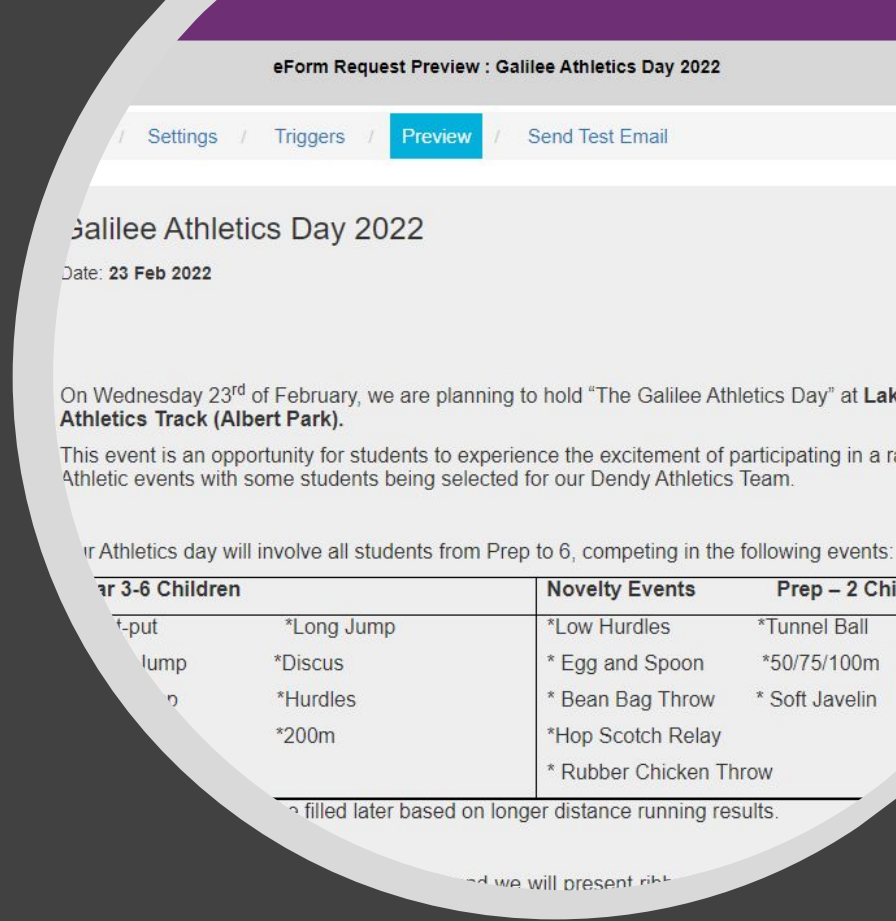 eForm Request Preview : Galilee Athletics Day 2022
/ Settings / Triggers / Preview / Send Test Email
Galilee Athletics Day 2022
Date: 23 Feb 2022
On Wednesday 23rd of February, we are planning to hold “The Galilee Athletics Day” at
Athletics Track (Albert Park).
This event is an opportunity for students to experience the excitement of participating in a
Athletic events with some students being selected for our Dendy Athletics Team.
Athletics day will involve all students from Prep to 6, competing in the following events:
3-6 Children Novelty Events Prep – 2
*Long Jump *Low Hurdles *Tunnel Ball
Jump *Discus * Egg and Spoon *50/75/100m
*Hurdles * Bean Bag Throw * Soft Javelin
*200m *Hop Scotch Relay
* Rubber Chicken Throw
filled later based on longer distance running results.
we will present